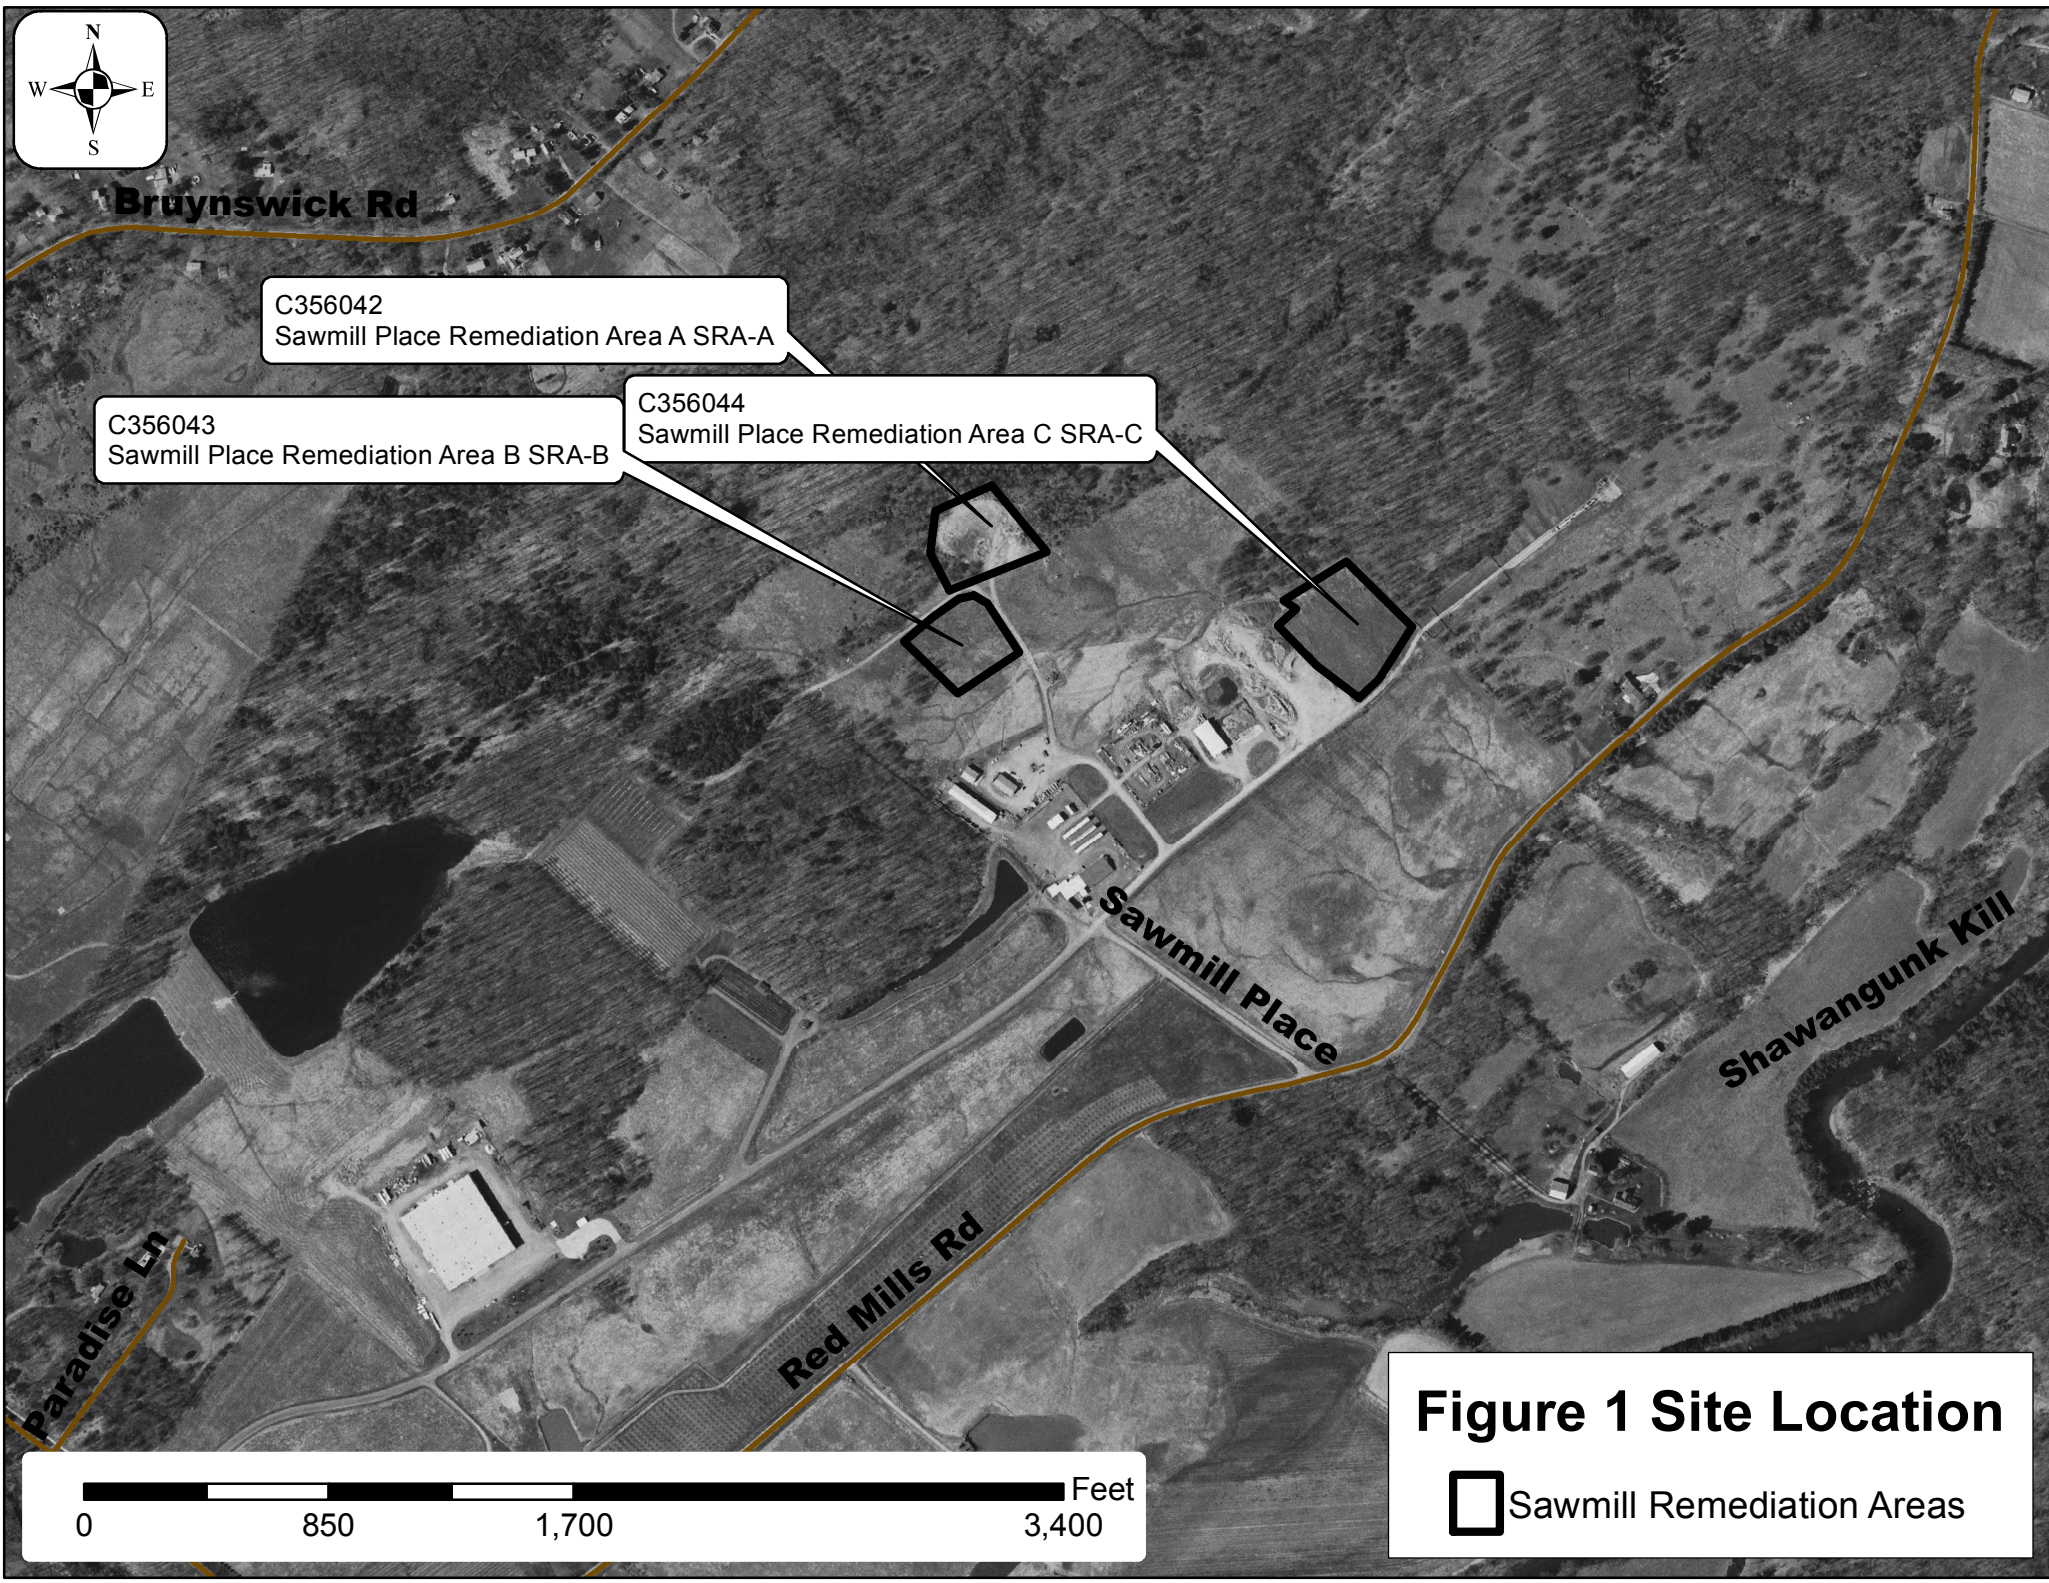 N
W E
S
Bruynswick Rd
C356042
Sawmill Place Remediation Area A SRA-A
C356044
Sawmill Place Remediation Area C SRA-C
C356043
Sawmill Place Remediation Area B SRA-B
Sawmill Place
Shawangunk Kill
Red Mills Rd
Paradise Ln
Figure 1 Site Location
Sawmill Remediation Areas
Feet
0 850 1,700 3,400